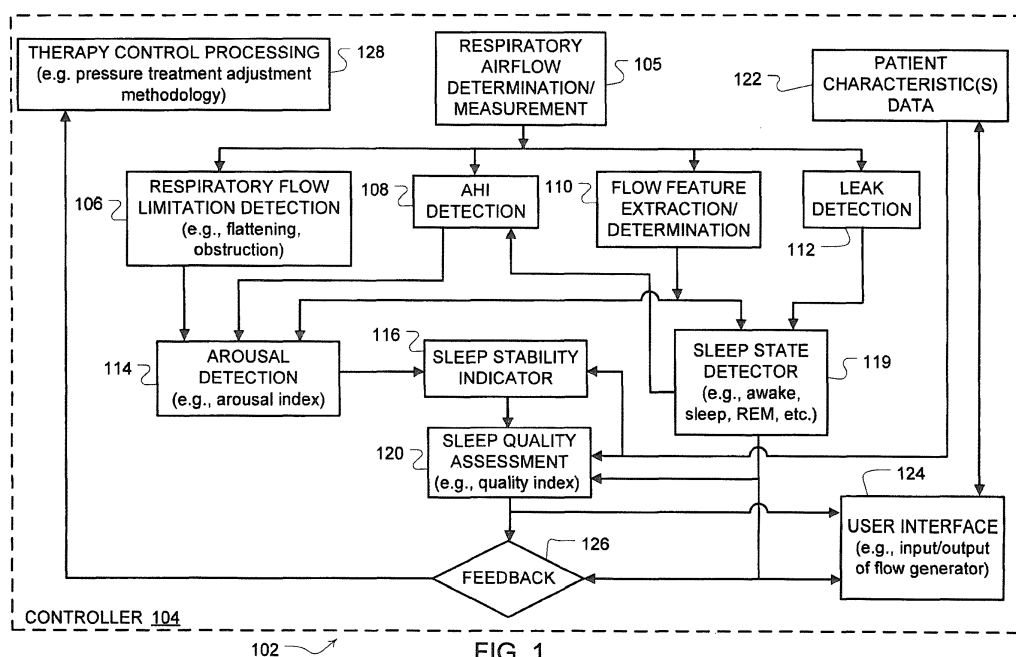 THERAPY CONTROL PROCESSING
(e.g. pressure treatment adjustment
methodology)
128
RESPIRATORY
AIRFLOW
DETERMINATION/
MEASUREMENT
105
122
PATIENT
CHARACTERISTIC(S)
DATA
106
RESPIRATORY FLOW
LIMITATION DETECTION
(e.g., flattening,
obstruction)
108
AHI
DETECTION
110
FLOW FEATURE
EXTRACTION/
DETERMINATION
LEAK
DETECTION
112
114
AROUSAL
DETECTION
(e.g., arousal index)
116
SLEEP STABILITY
INDICATOR
SLEEP STATE
DETECTOR
(e.g., awake,
sleep, REM, etc.)
119
120
SLEEP QUALITY
ASSESSMENT
(e.g., quality index)
124
USER INTERFACE
(e.g., input/output
of flow generator)
126
FEEDBACK
CONTROLLER 104
102
FIG. 1